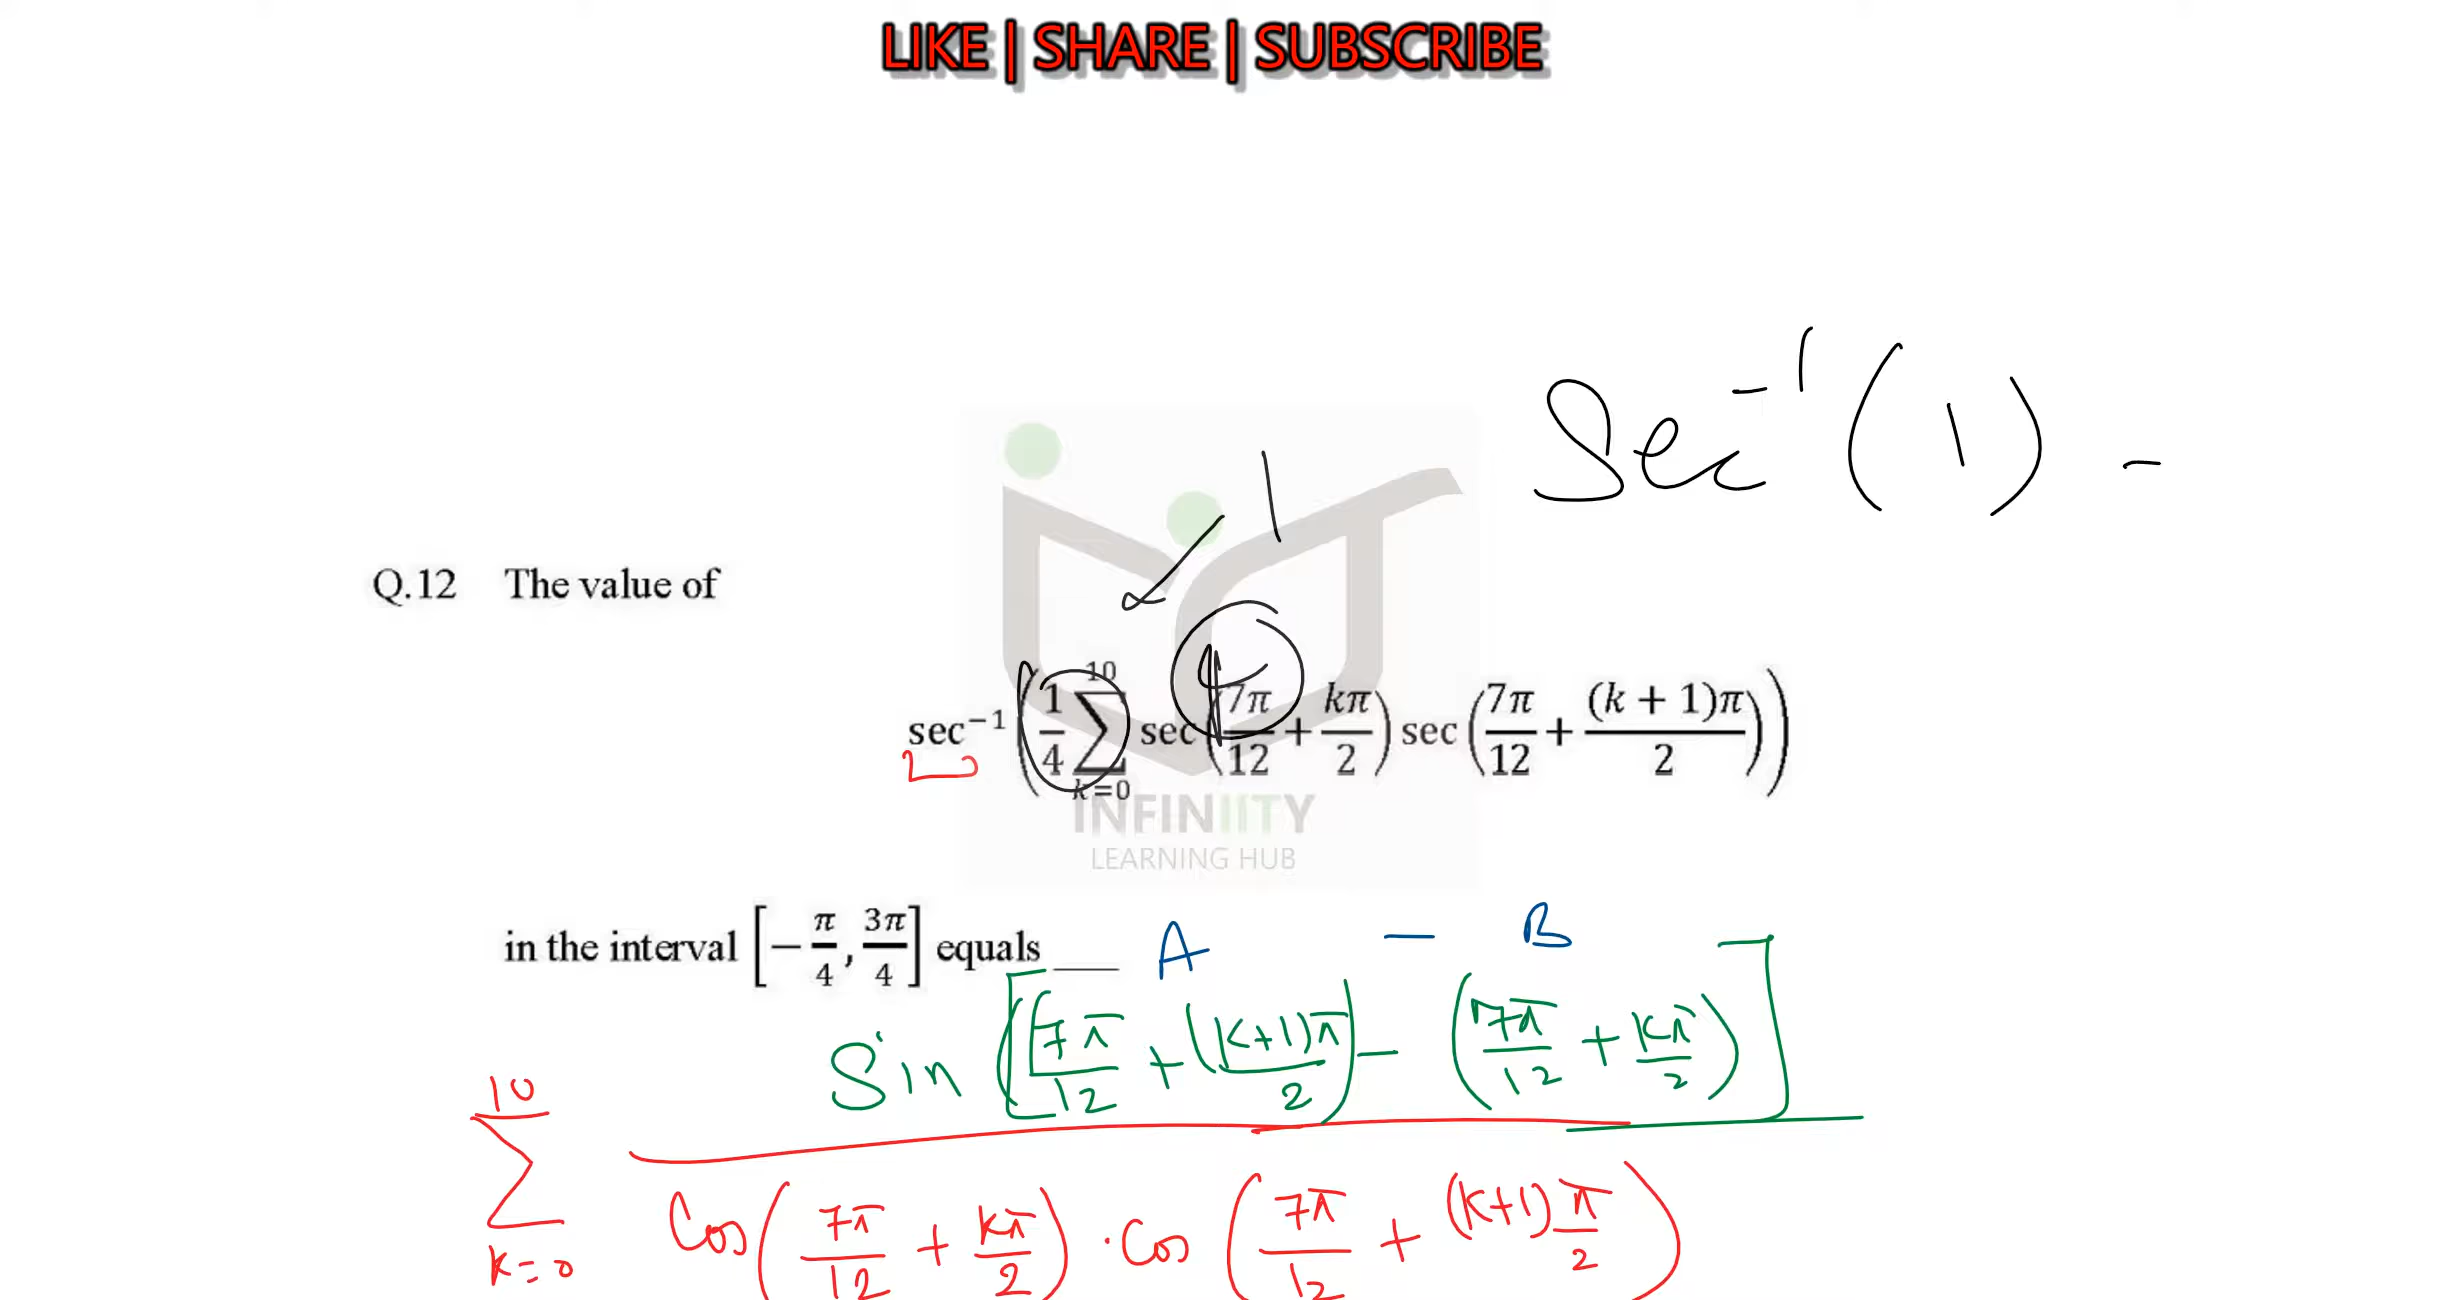 LIKE | SHARE | SUBSCRIBE
Sec⁻¹ (1) -
1
Q.12 The value of
4
sec⁻¹ (1/4 ∑_{k=0}^{10} sec (7π/12 + kπ/2) sec (7π/12 + (k + 1)π/2))
INFINIITY
LEARNING HUB
in the interval [−π/4, 3π/4] equals ___
A - B
Sin [(7π/12 + (k+1)π/2) - (7π/12 + kπ/2)]
10
∑
k=0
Cos (7π/12 + kπ/2) . Cos (7π/12 + (k+1)π/2)